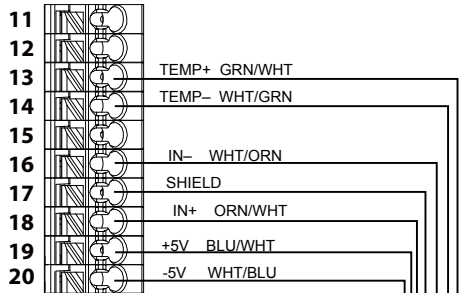 11
12
13 TEMP+ GRN/WHT
14 TEMP– WHT/GRN
15
16 IN– WHT/ORN
17 SHIELD
18 IN+ ORN/WHT
19 +5V BLU/WHT
20 -5V WHT/BLU